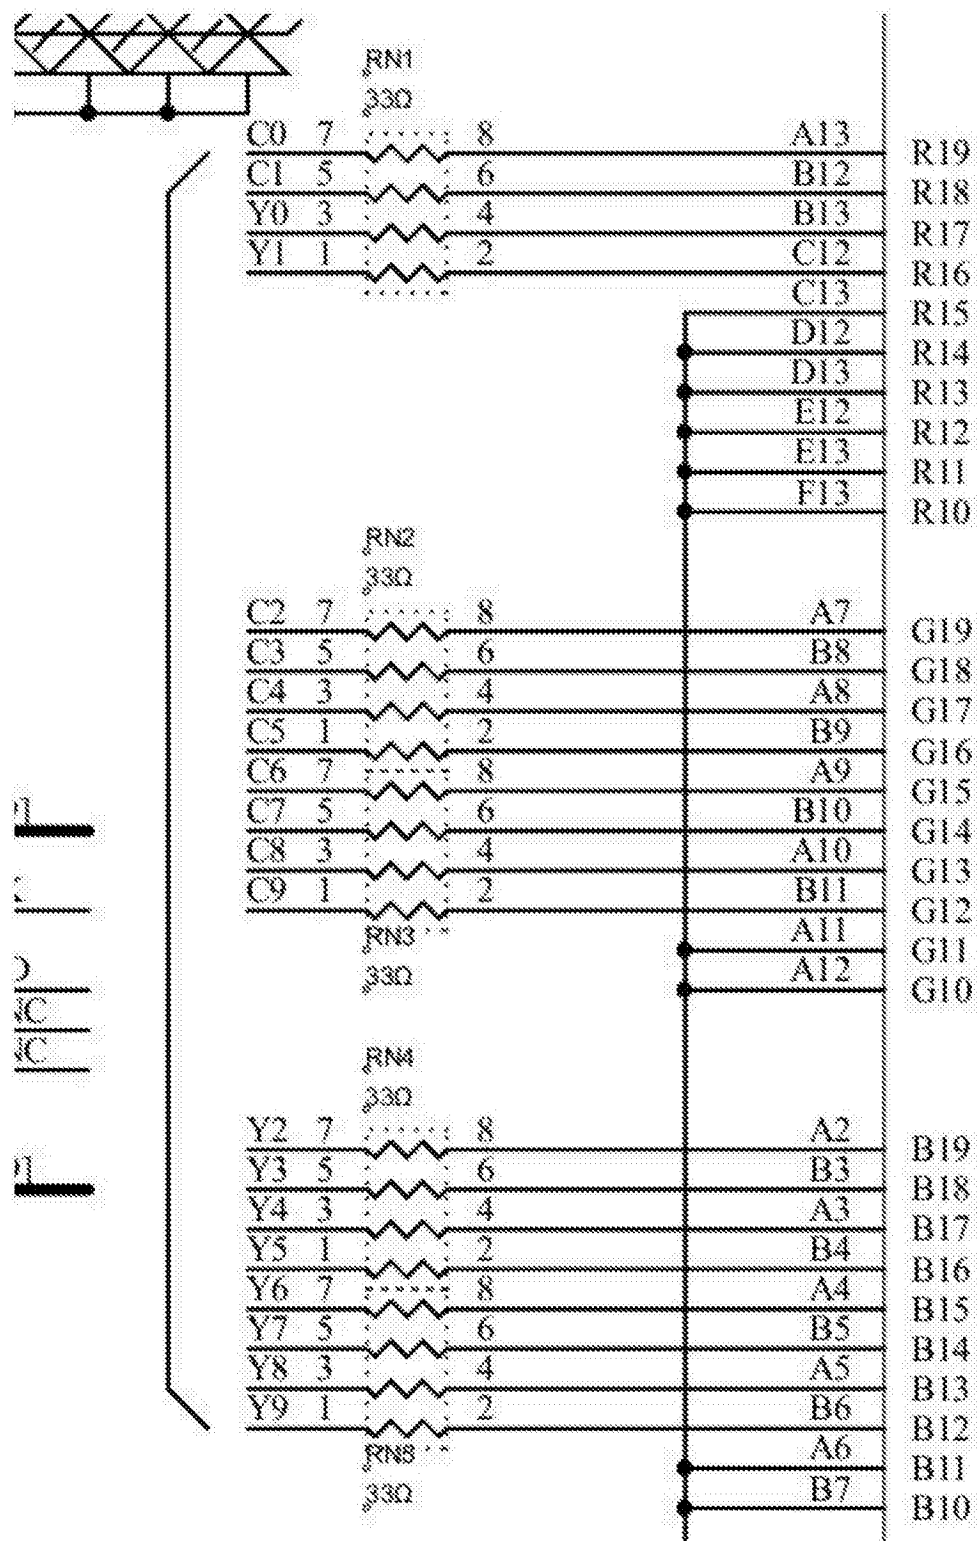 RN1
33Ω
C0 7 8 A13 R19
C1 5 6 B12 R18
Y0 3 4 B13 R17
Y1 1 2 C12 R16
C13 R15
D12 R14
D13 R13
E12 R12
E13 R11
F13 R10
RN2
33Ω
C2 7 8 A7 G19
C3 5 6 B8 G18
C4 3 4 A8 G17
C5 1 2 B9 G16
C6 7 8 A9 G15
C7 5 6 B10 G14
C8 3 4 A10 G13
C9 1 2 B11 G12
RN3 A11 G11
33Ω A12 G10
NC
NC
RN4
33Ω
Y2 7 8 A2 B19
Y3 5 6 B3 B18
Y4 3 4 A3 B17
Y5 1 2 B4 B16
Y6 7 8 A4 B15
Y7 5 6 B5 B14
Y8 3 4 A5 B13
Y9 1 2 B6 B12
A6 B11
33Ω B7 B10